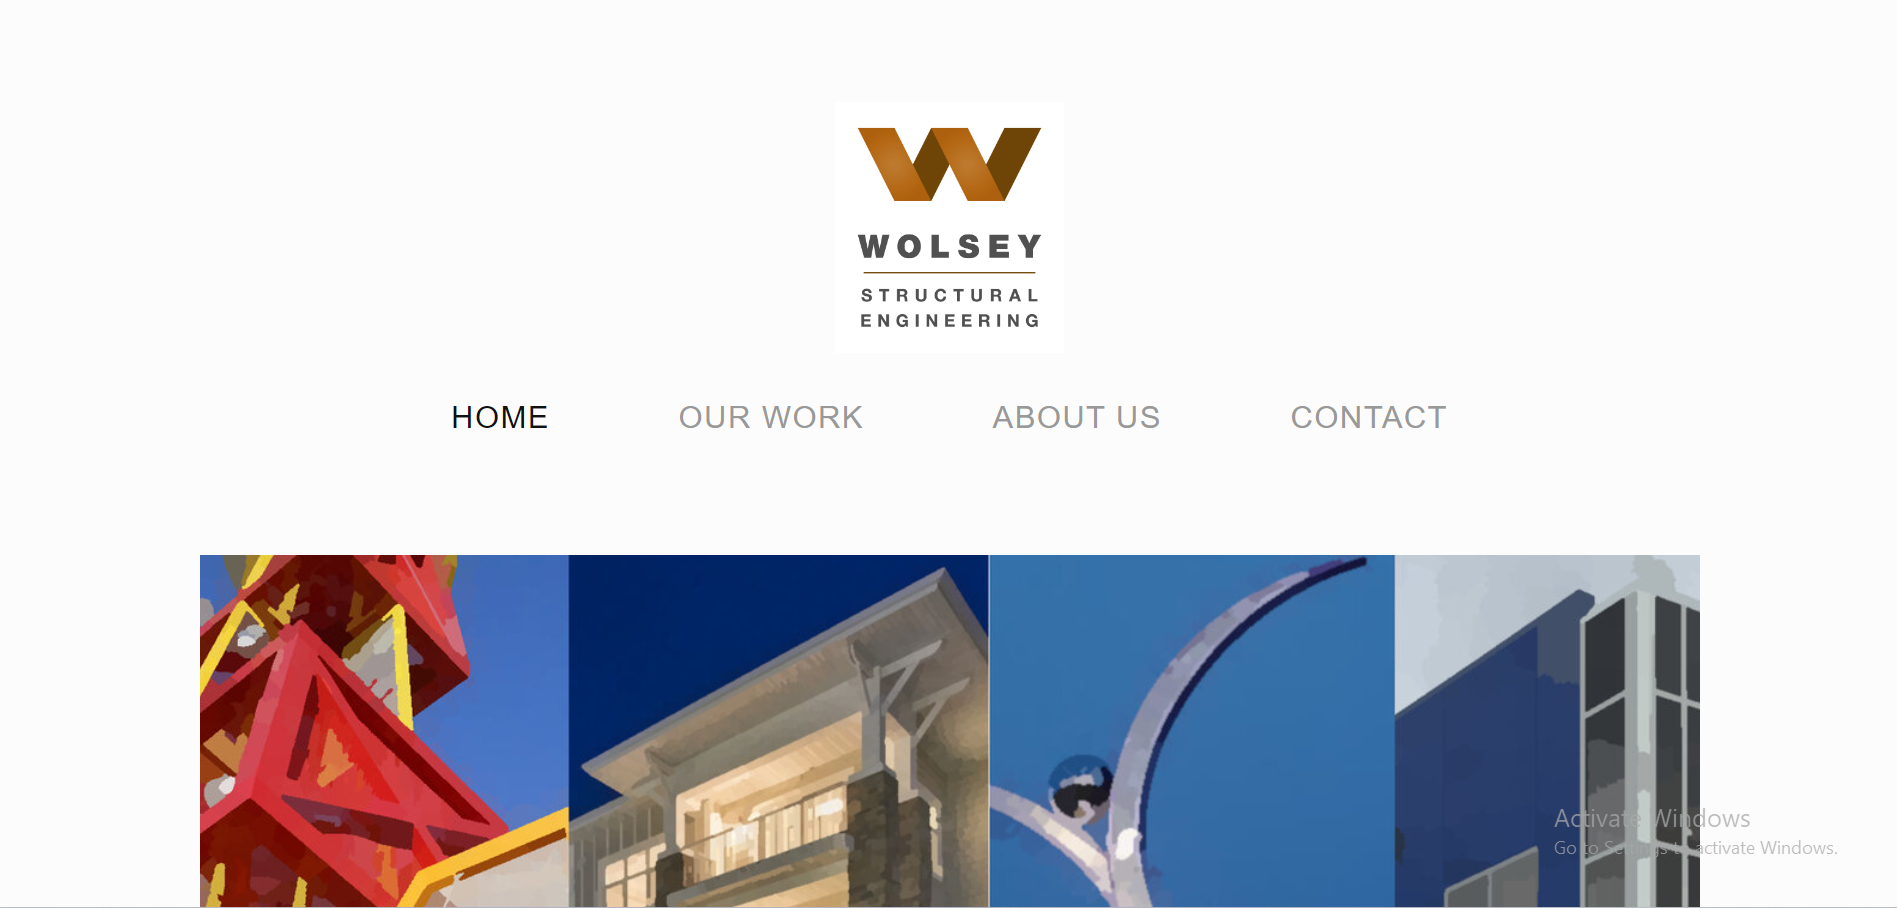 WOLSEY
STRUCTURAL
ENGINEERING
HOME
OUR WORK
ABOUT US
CONTACT
Activate Windows
Go to Settings to activate Windows.